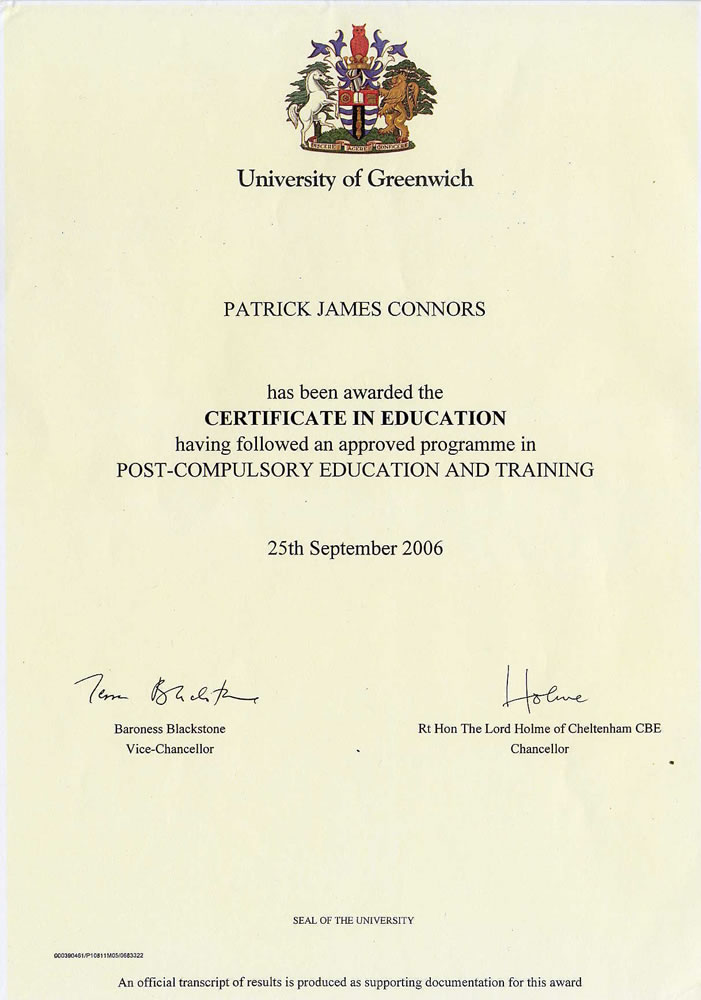 University of Greenwich
PATRICK JAMES CONNORS
has been awarded the
CERTIFICATE IN EDUCATION
having followed an approved programme in
POST-COMPULSORY EDUCATION AND TRAINING
25th September 2006
Holme
Baroness Blackstone
Rt Hon The Lord Holme of Cheltenham CBE
Vice-Chancellor
Chancellor
SEAL OF THE UNIVERSITY
An official transcript of results is produced as supporting documentation for this award